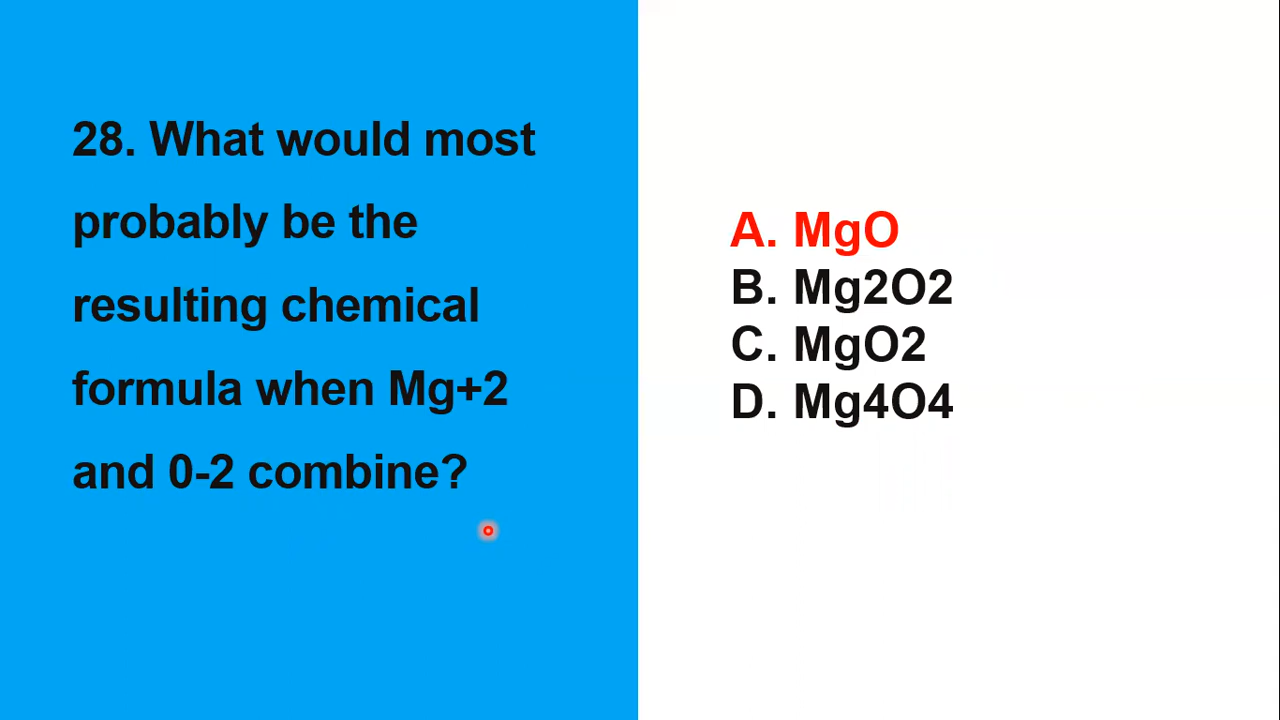 28. What would most
probably be the
resulting chemical
formula when Mg+2
and 0-2 combine?
A. MgO
B. Mg2O2
C. MgO2
D. Mg4O4